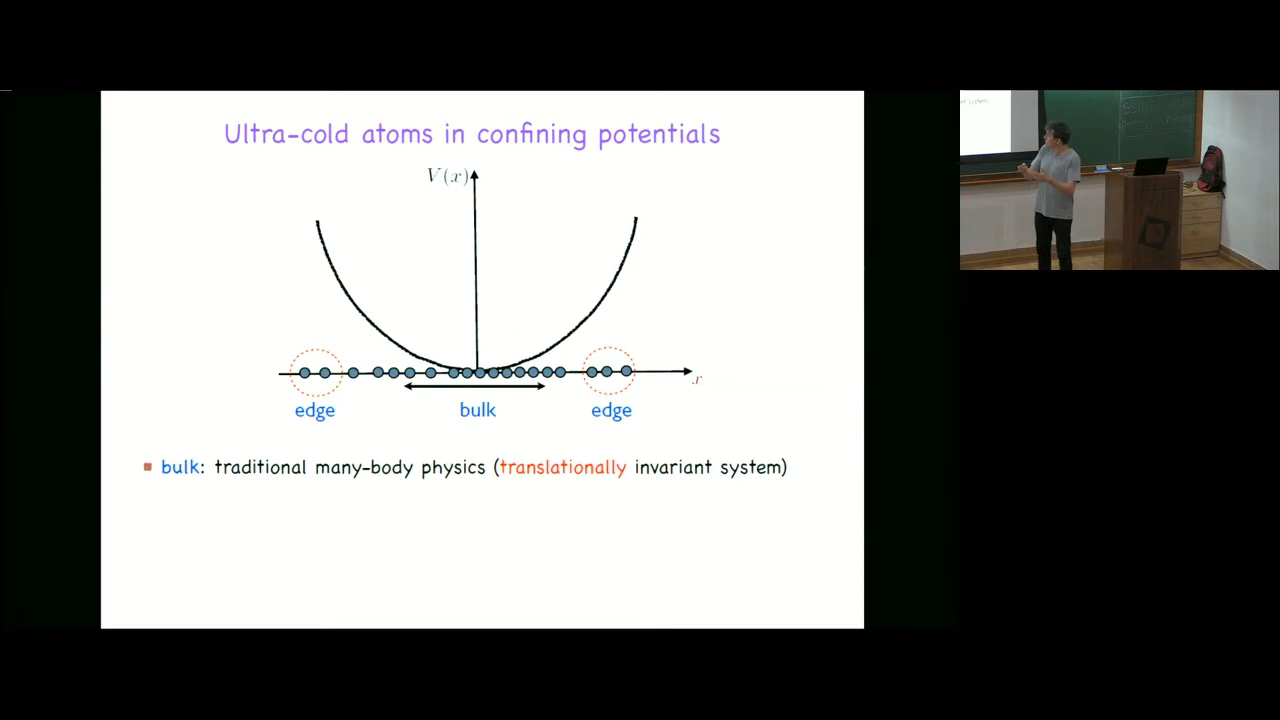 Ultra-cold atoms in confining potentials
V(x)
x
edge bulk edge
bulk: traditional many-body physics (translationally invariant system)